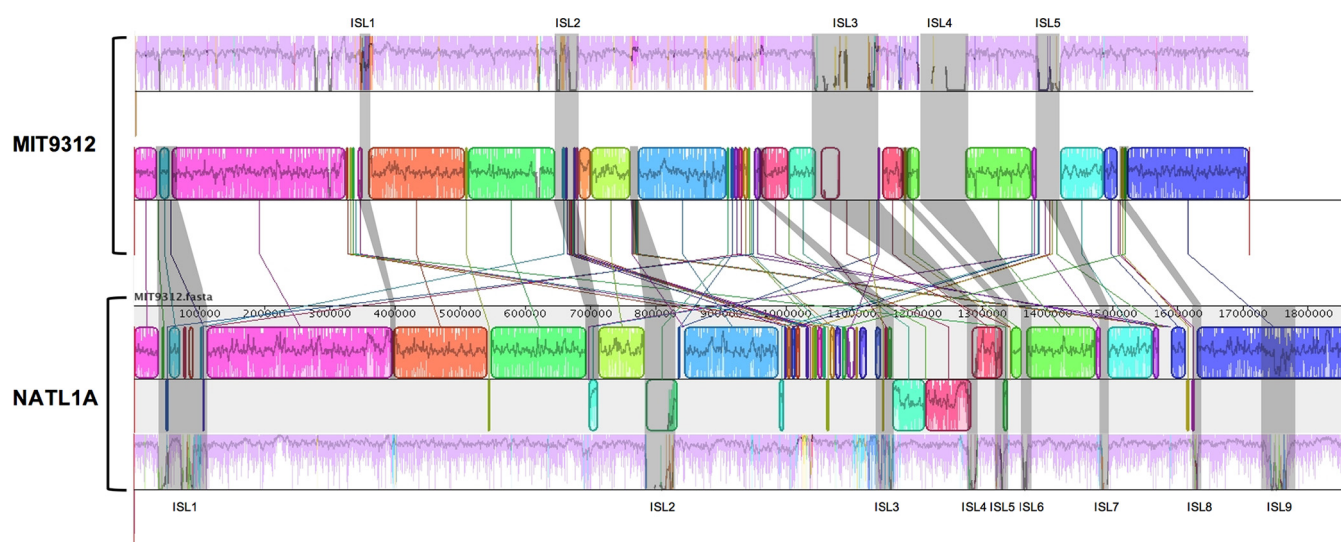 ISL1 ISL2 ISL3 ISL4 ISL5
MIT9312
MIT9312.fasta
100000 200000 300000 400000 500000 600000 700000 800000 900000 1000000 1100000 1200000 1300000 1400000 1500000 1600000 1700000 1800000
NATL1A
ISL1 ISL2 ISL3 ISL4 ISL5 ISL6 ISL7 ISL8 ISL9